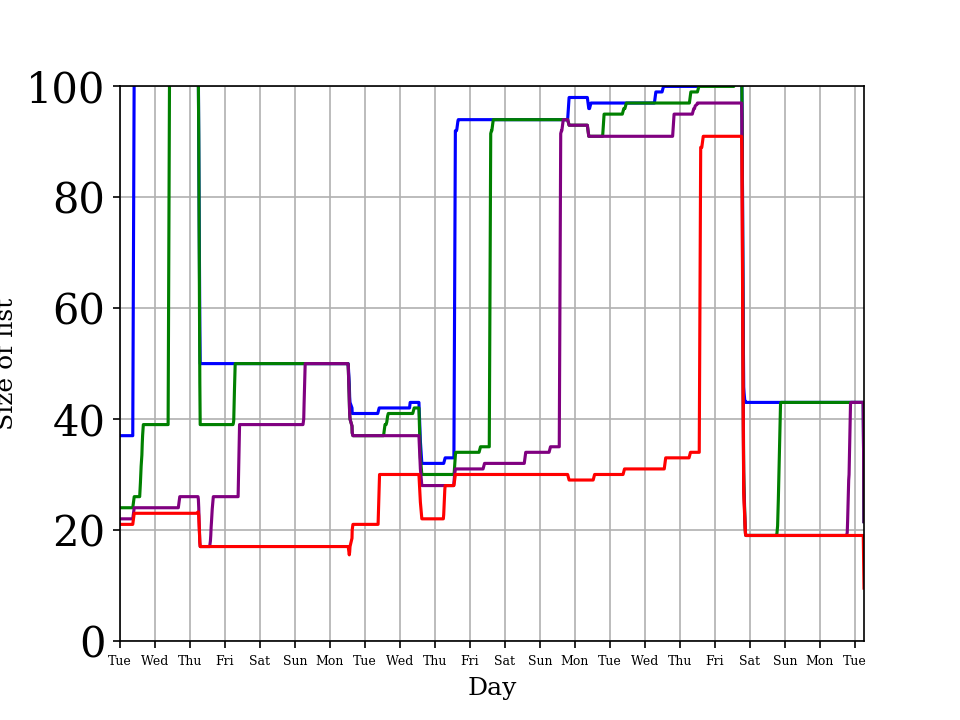 100
80
60
40
20
0
Size of list
Tue Wed Thu Fri Sat Sun Mon Tue Wed Thu Fri Sat Sun Mon Tue Wed Thu Fri Sat Sun Mon Tue
Day